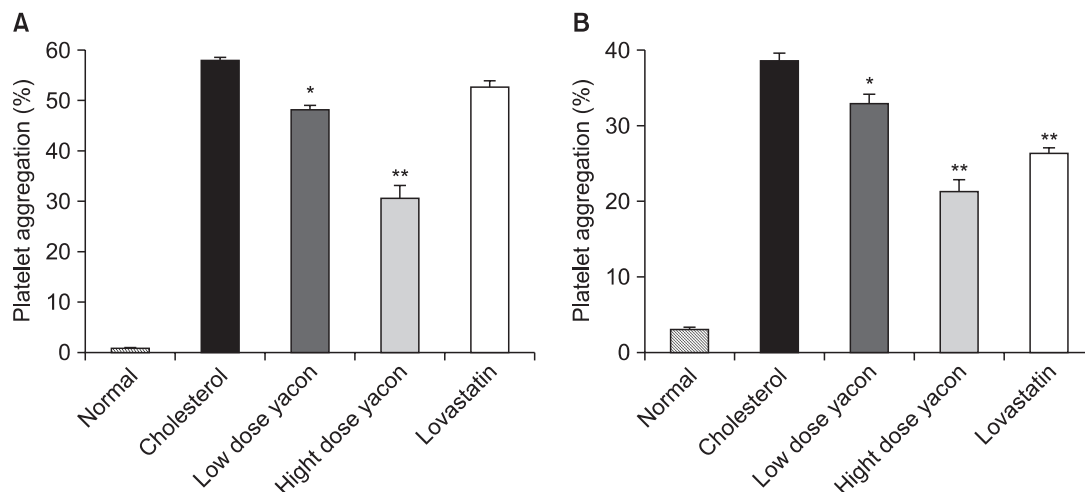 A
Platelet aggregation (%)
60
50
40
30
20
10
0
*
**
Normal
Cholesterol
Low dose yacon
Hight dose yacon
Lovastatin
B
Platelet aggregation (%)
40
30
20
10
0
*
**
**
Normal
Cholesterol
Low dose yacon
Hight dose yacon
Lovastatin